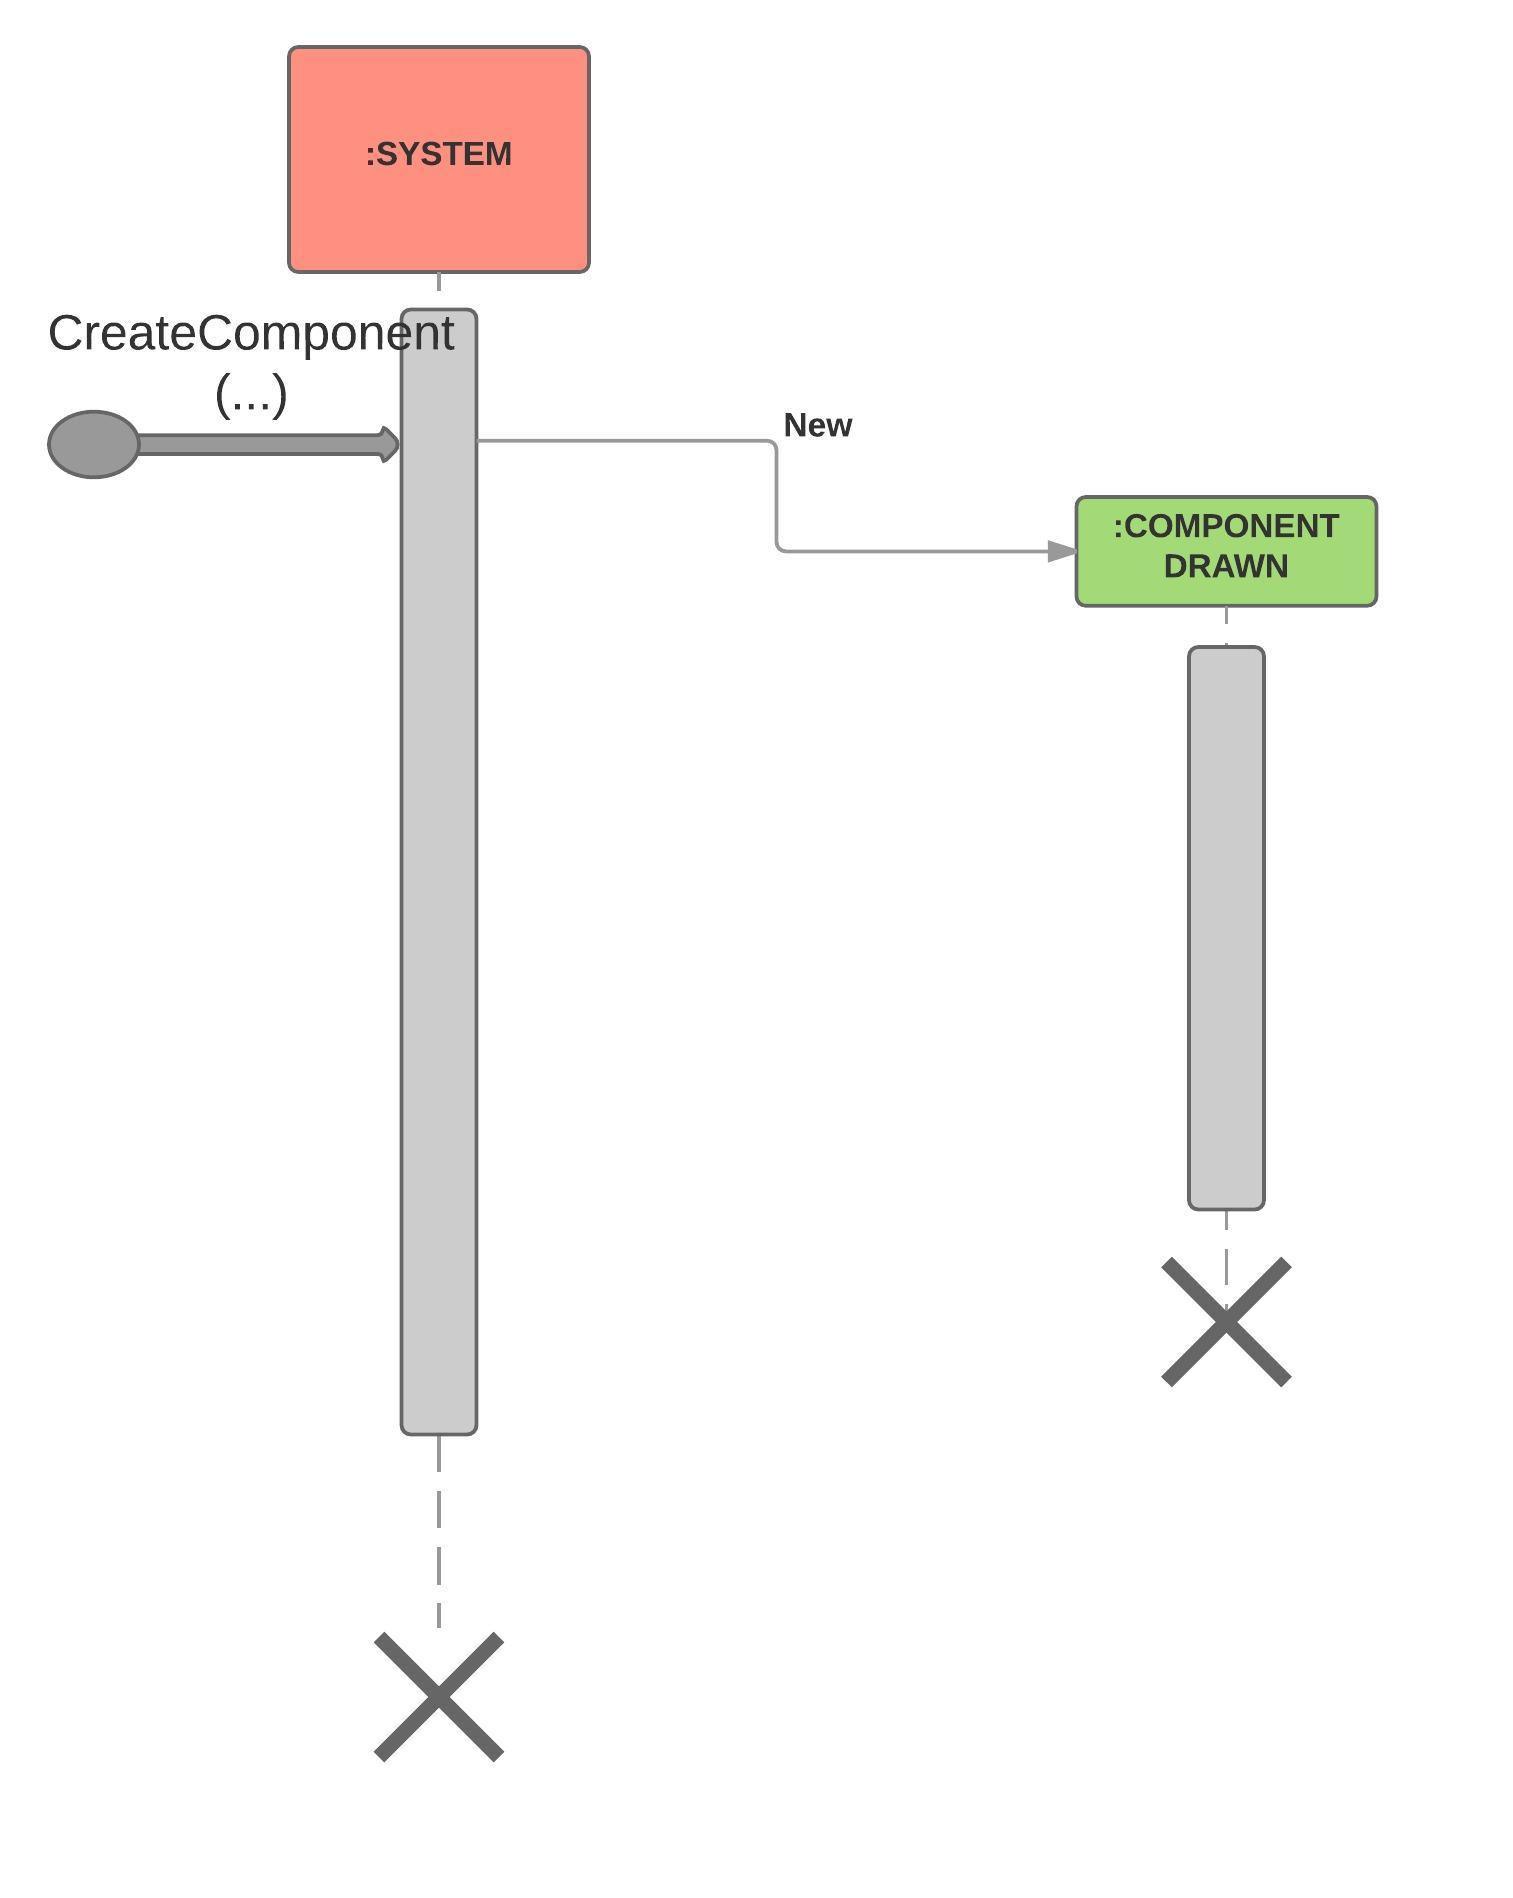 :SYSTEM
CreateComponent
(...)
New
:COMPONENT
DRAWN